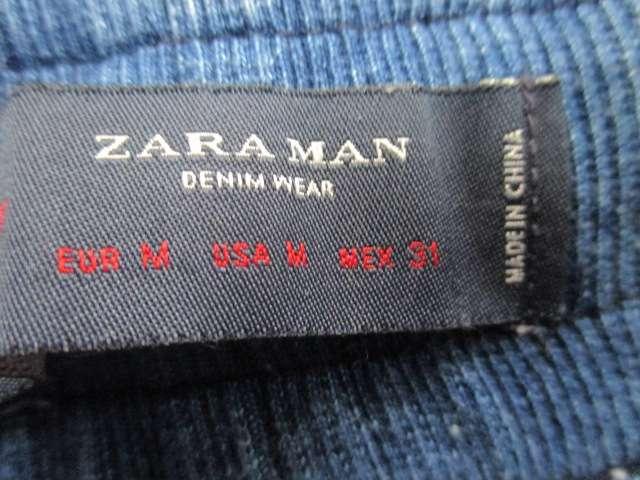 ZARA MAN
DENIM WEAR
EUR M USA M MEX 31
MADE IN CHINA